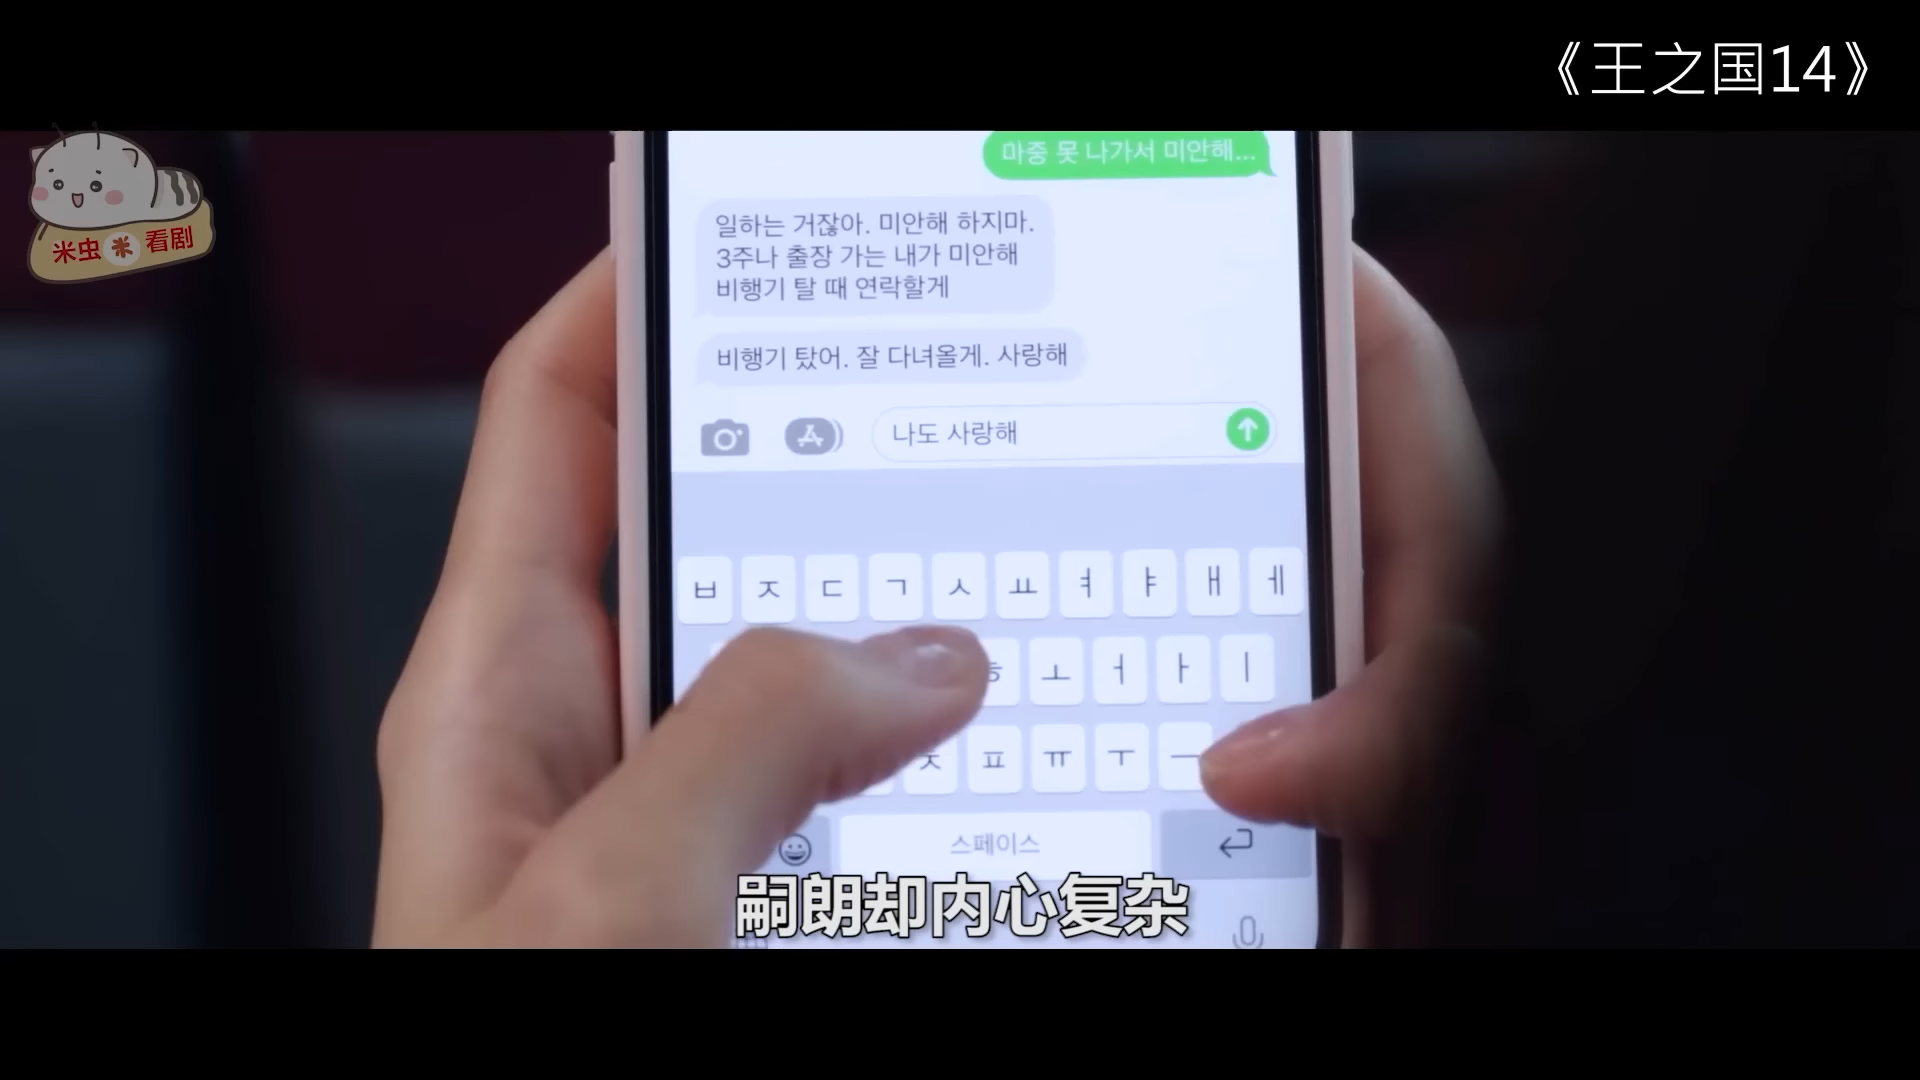 《王之国14》
米虫米看剧
마중 못 나가서 미안해...
일하는 거잖아. 미안해 하지마.
3주나 출장 가는 내가 미안해
비행기 탈 때 연락할게
비행기 탔어. 잘 다녀올게. 사랑해
나도 사랑해
ㅂ ㅈ ㄷ ㄱ ㅅ ㅛ ㅕ ㅑ ㅐ ㅔ
ㅎ ㅗ ㅓ ㅏ ㅣ
ㅊ ㅍ ㅠ ㅜ ㅡ
스페이스
嗣朗却内心复杂